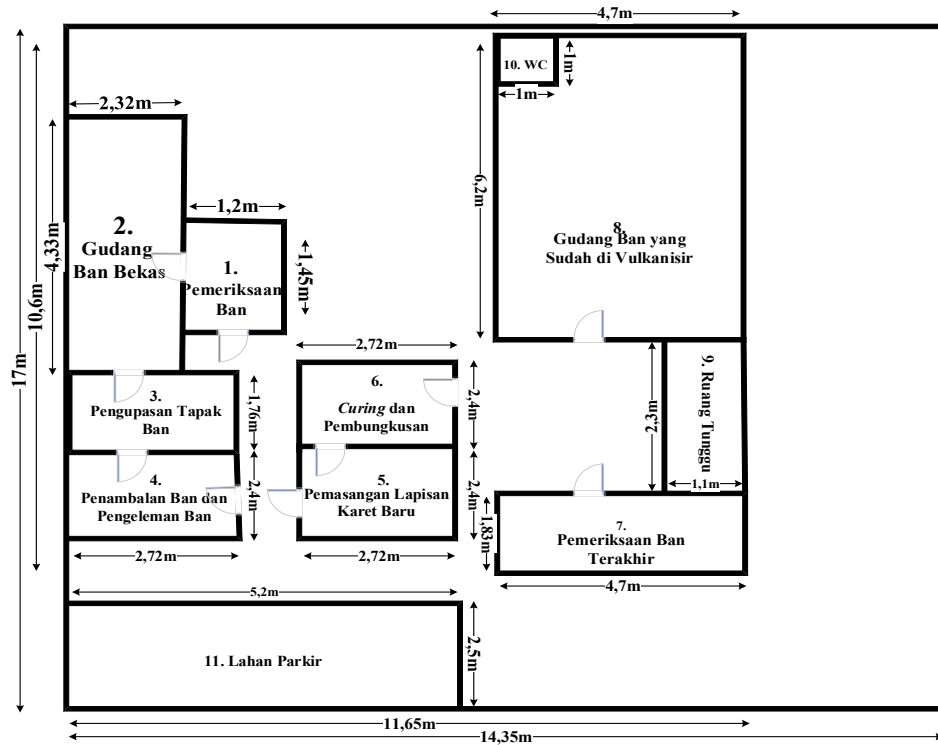 4,7m
10. WC
1m
1m
2,32m
6,2m
1,2m
2.
Gudang
Ban Bekas
4,33m
8.
Gudang Ban yang
Sudah di Vulkanisir
1.
Pemeriksaan
Ban
1,45m
10,6m
17m
2,72m
3.
Pengupasan Tapak
Ban
1,76m
6.
Curing dan
Pembungkusan
2,4m
2,3m
9. Ruang Tunggu
1,1m
4.
Penambalan Ban dan
Pengeleman Ban
2,4m
5.
Pemasangan Lapisan
Karet Baru
2,4m
1,83m
7.
Pemeriksaan Ban
Terakhir
2,72m
2,72m
4,7m
5,2m
11. Lahan Parkir
2,5m
11,65m
14,35m